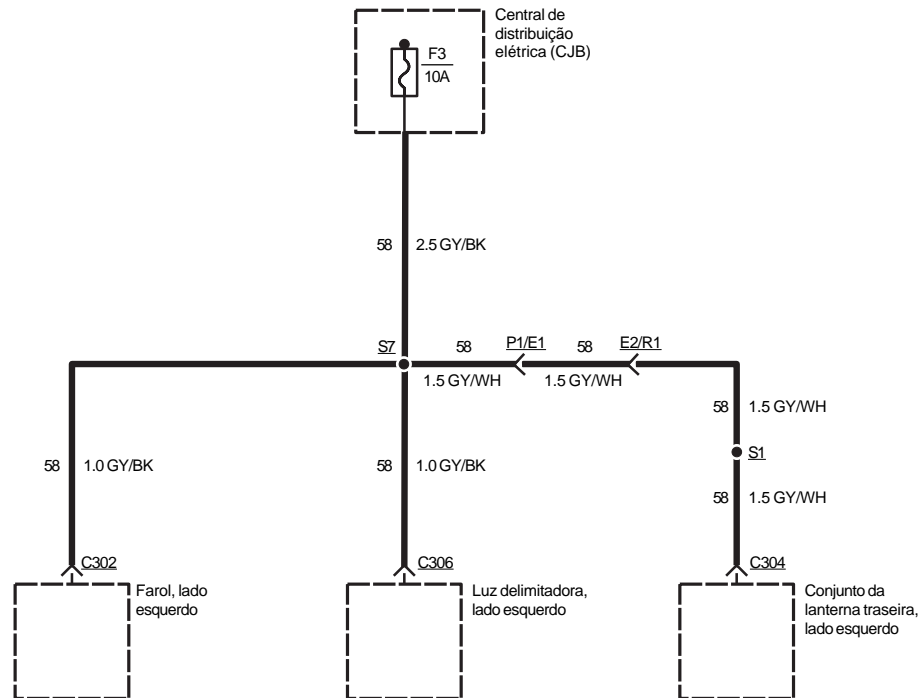 Central de
distribuição
elétrica (CJB)
F3
10A
58 2.5 GY/BK
S7 58 P1/E1 58 E2/R1
1.5 GY/WH 1.5 GY/WH
58 1.5 GY/WH
S1
58 1.0 GY/BK
58 1.0 GY/BK
58 1.5 GY/WH
C302
Farol, lado
esquerdo
C306
Luz delimitadora,
lado esquerdo
C304
Conjunto da
lanterna traseira,
lado esquerdo